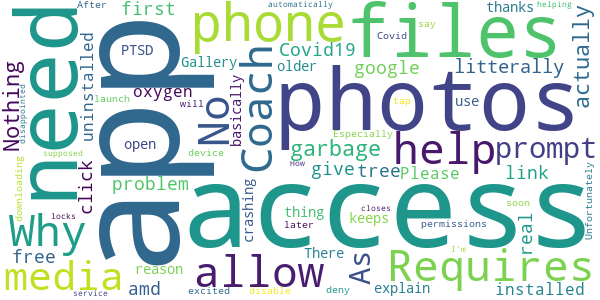 After
automatically
Covid
say
helping
Nothing
disappointed
need
uninstalled
PTSD
app
open
phone
first
thanks
Gallery
Covid19
older
google
files
litterally
actually
oxygen
No
basically
Coach
photos
launch
will
device
use
tap
Especially
How
downloading
supposed
click
problem
garbage
help
prompt
give
tree
Please
link
Unfortunately
Why
free
access
crashing
thing
later
keeps
closes
permissions
real
soon
There
I'm
media
locks
service
reason
amd
excited
allow
disable
deny
As
explain
Requires
installed